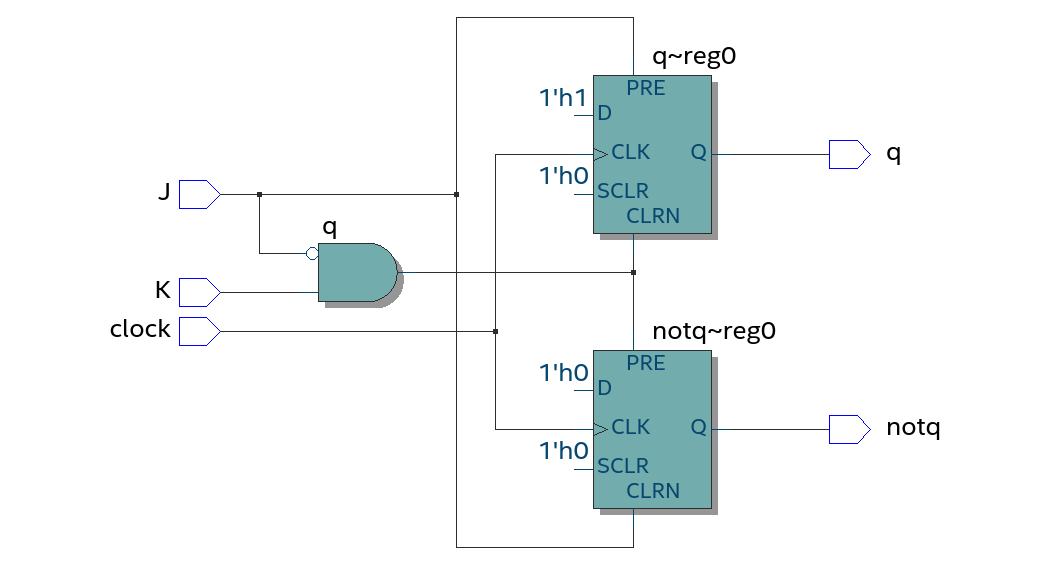 q~reg0
PRE
1'h1
D
CLK
Q
q
1'h0
SCLR
CLRN
J
q
K
clock
notq~reg0
PRE
1'h0
D
CLK
Q
notq
1'h0
SCLR
CLRN